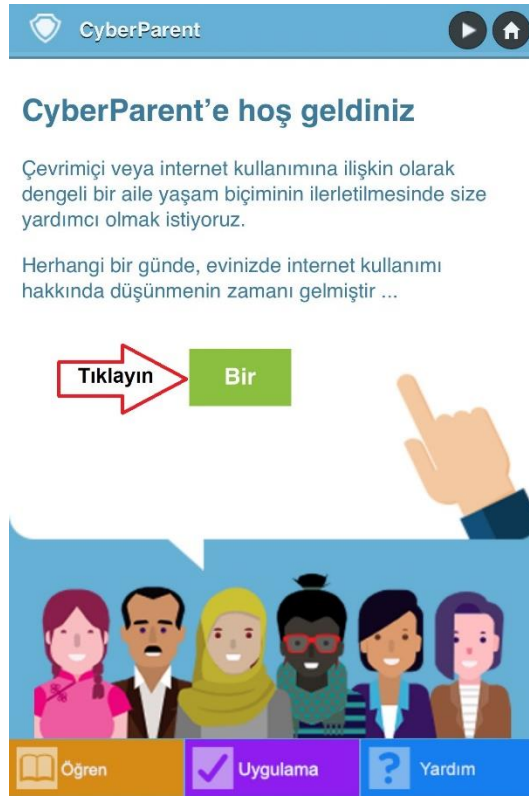 CyberParent
CyberParent’e hoş geldiniz
Çevrimiçi veya internet kullanımına ilişkin olarak
dengeli bir aile yaşam biçiminin ilerletilmesinde size
yardımcı olmak istiyoruz.
Herhangi bir günde, evinizde internet kullanımı
hakkında düşünmenin zamanı gelmiştir ...
Tıklayın
Bir
Öğren
Uygulama
? Yardım